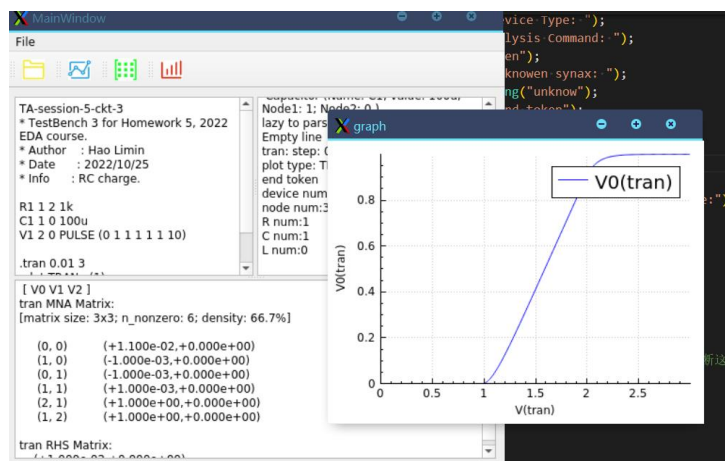 MainWindow
File
TA-session-5-ckt-3
* TestBench 3 for Homework 5, 2022
EDA course.
* Author : Hao Limin
* Date : 2022/10/25
* Info : RC charge.
R1 1 2 1k
C1 1 0 100u
V1 2 0 PULSE (0 1 1 1 1 1 10)
.tran 0.01 3
Node1: 1; Node2: 0 )
lazy to pars
Empty line
tran: step: 0
plot type: T
end token
device num
node num:3
R num:1
C num:1
L num:0
[ V0 V1 V2 ]
tran MNA Matrix:
[matrix size: 3x3; n_nonzero: 6; density: 66.7%]
(0, 0) (+1.100e-02,+0.000e+00)
(1, 0) (-1.000e-03,+0.000e+00)
(0, 1) (-1.000e-03,+0.000e+00)
(1, 1) (+1.000e-03,+0.000e+00)
(2, 1) (+1.000e+00,+0.000e+00)
(1, 2) (+1.000e+00,+0.000e+00)
tran RHS Matrix:
graph
V0(tran)
V0(tran)
0.8
0.6
0.4
0.2
0
0 0.5 1 1.5 2 2.5
V(tran)
vice Type: ");
lysis Command: ");
en");
knowen synax: ");
ng("unknow");
nd token");
e:")
断这